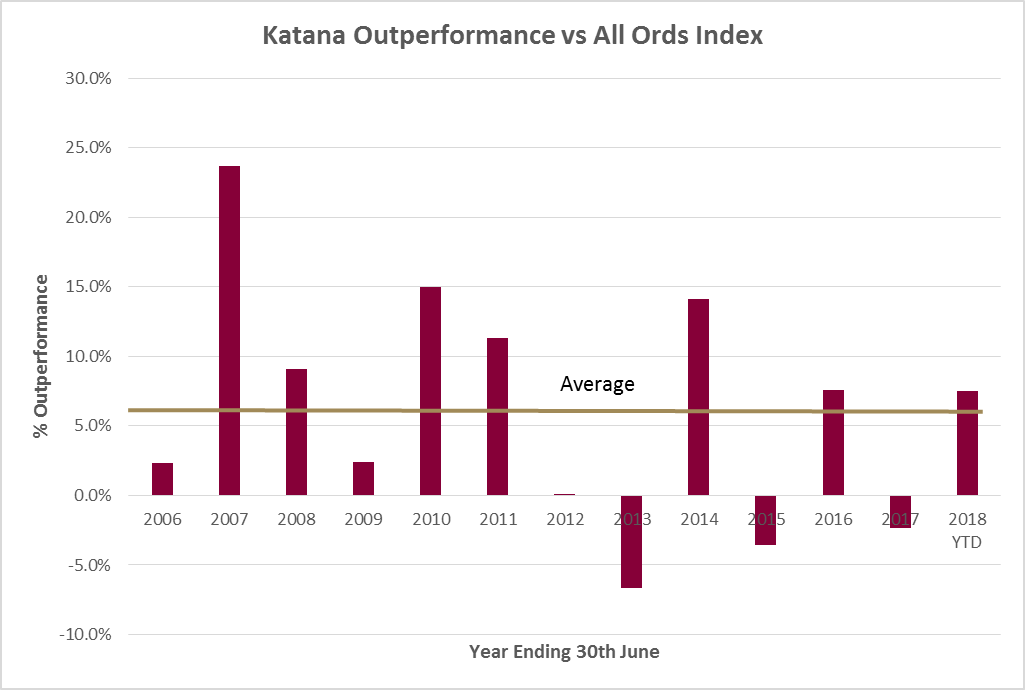 Katana Outperformance vs All Ords Index
30.0%
25.0%
20.0%
15.0%
10.0%
5.0%
0.0%
-5.0%
-10.0%
% Outperformance
Average
2006 2007 2008 2009 2010 2011 2012 2013 2014 2015 2016 2017 2018
YTD
Year Ending 30th June